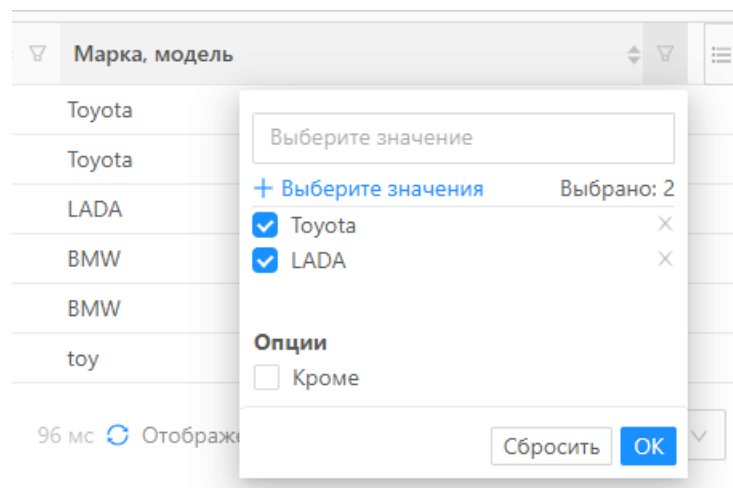 Марка, модель
Toyota
Toyota
LADA
BMW
BMW
toy
Выберите значение
+ Выберите значения Выбрано: 2
Toyota
LADA
Опции
Кроме
96 мс
Сбросить OK